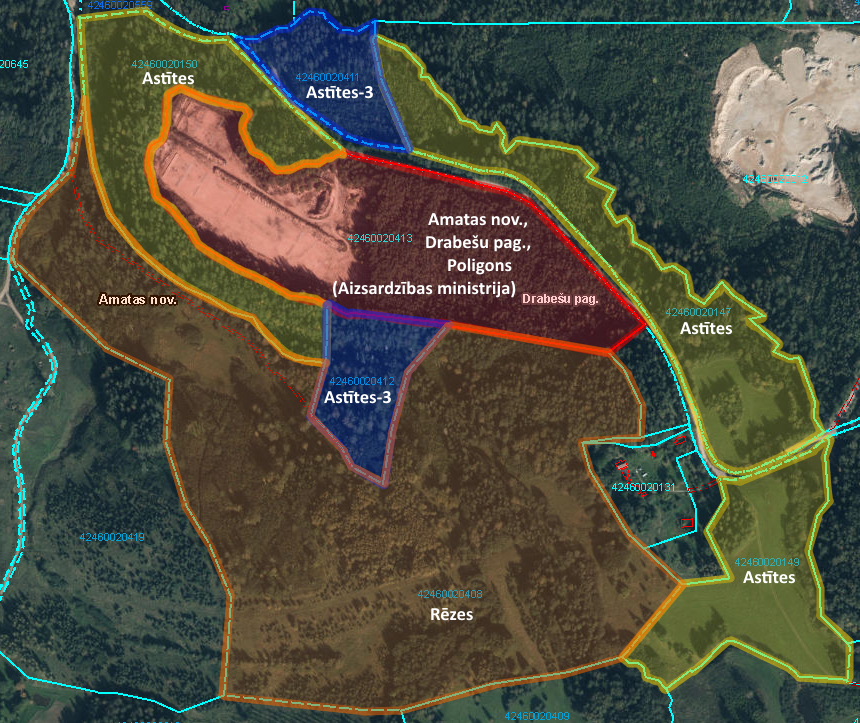 20645
42460020150
Astītes
42460020411
Astītes-3
42460020413
Amatas nov.,
Drabešu pag.,
Poligons
(Aizsardzības ministrija)
Drabešu pag.
Amatas nov.
42460020147
Astītes
42460020412
Astītes-3
42460020131
42460020419
42460020149
Astītes
42460020408
Rēzes
42460020409